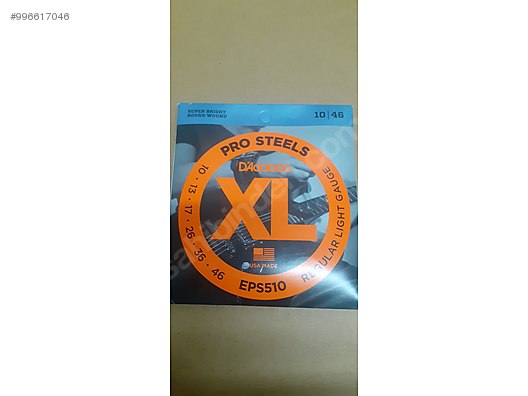 #996617046
SUPER BRIGHT
ROUND WOUND
10 | 46
PRO STEELS
D'Addario
XL
10 • 13 • 17 • 26 • 36 • 46
REGULAR LIGHT GAUGE
USA MADE
EPS510